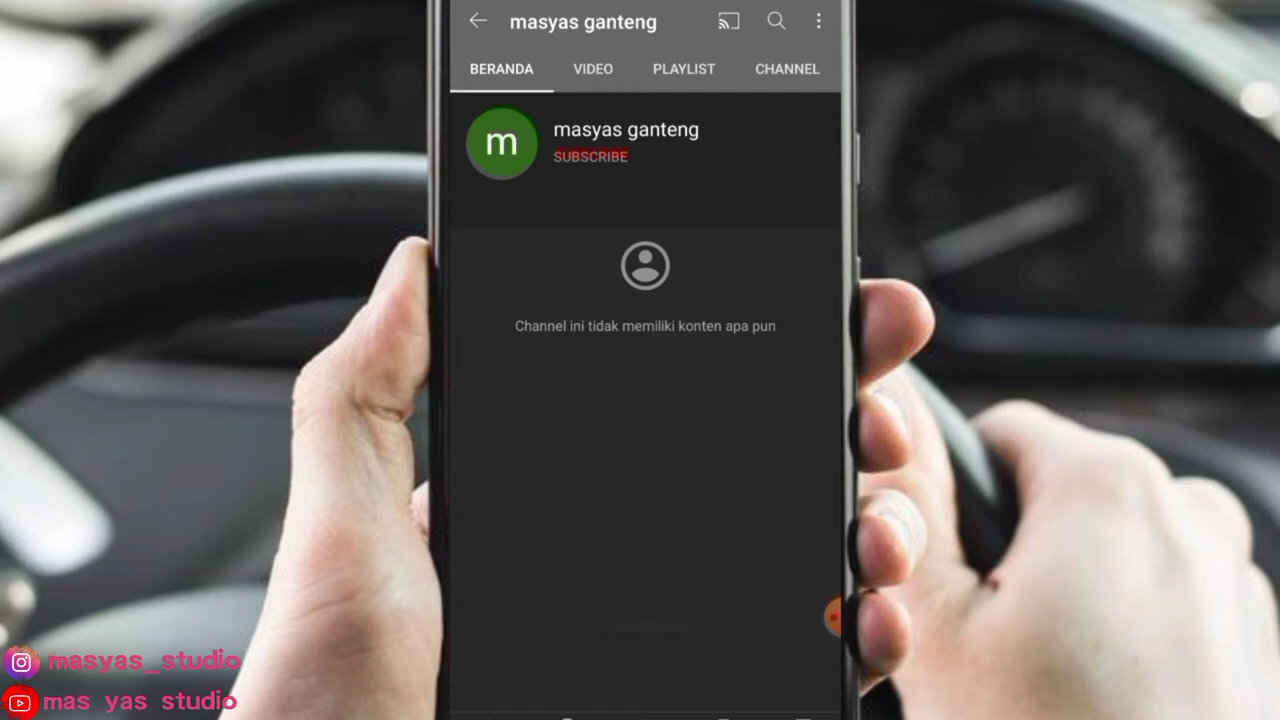 masyas ganteng
BERANDA VIDEO PLAYLIST CHANNEL
m
masyas ganteng
SUBSCRIBE
Channel ini tidak memiliki konten apa pun
masyas_studio
mas yas studio